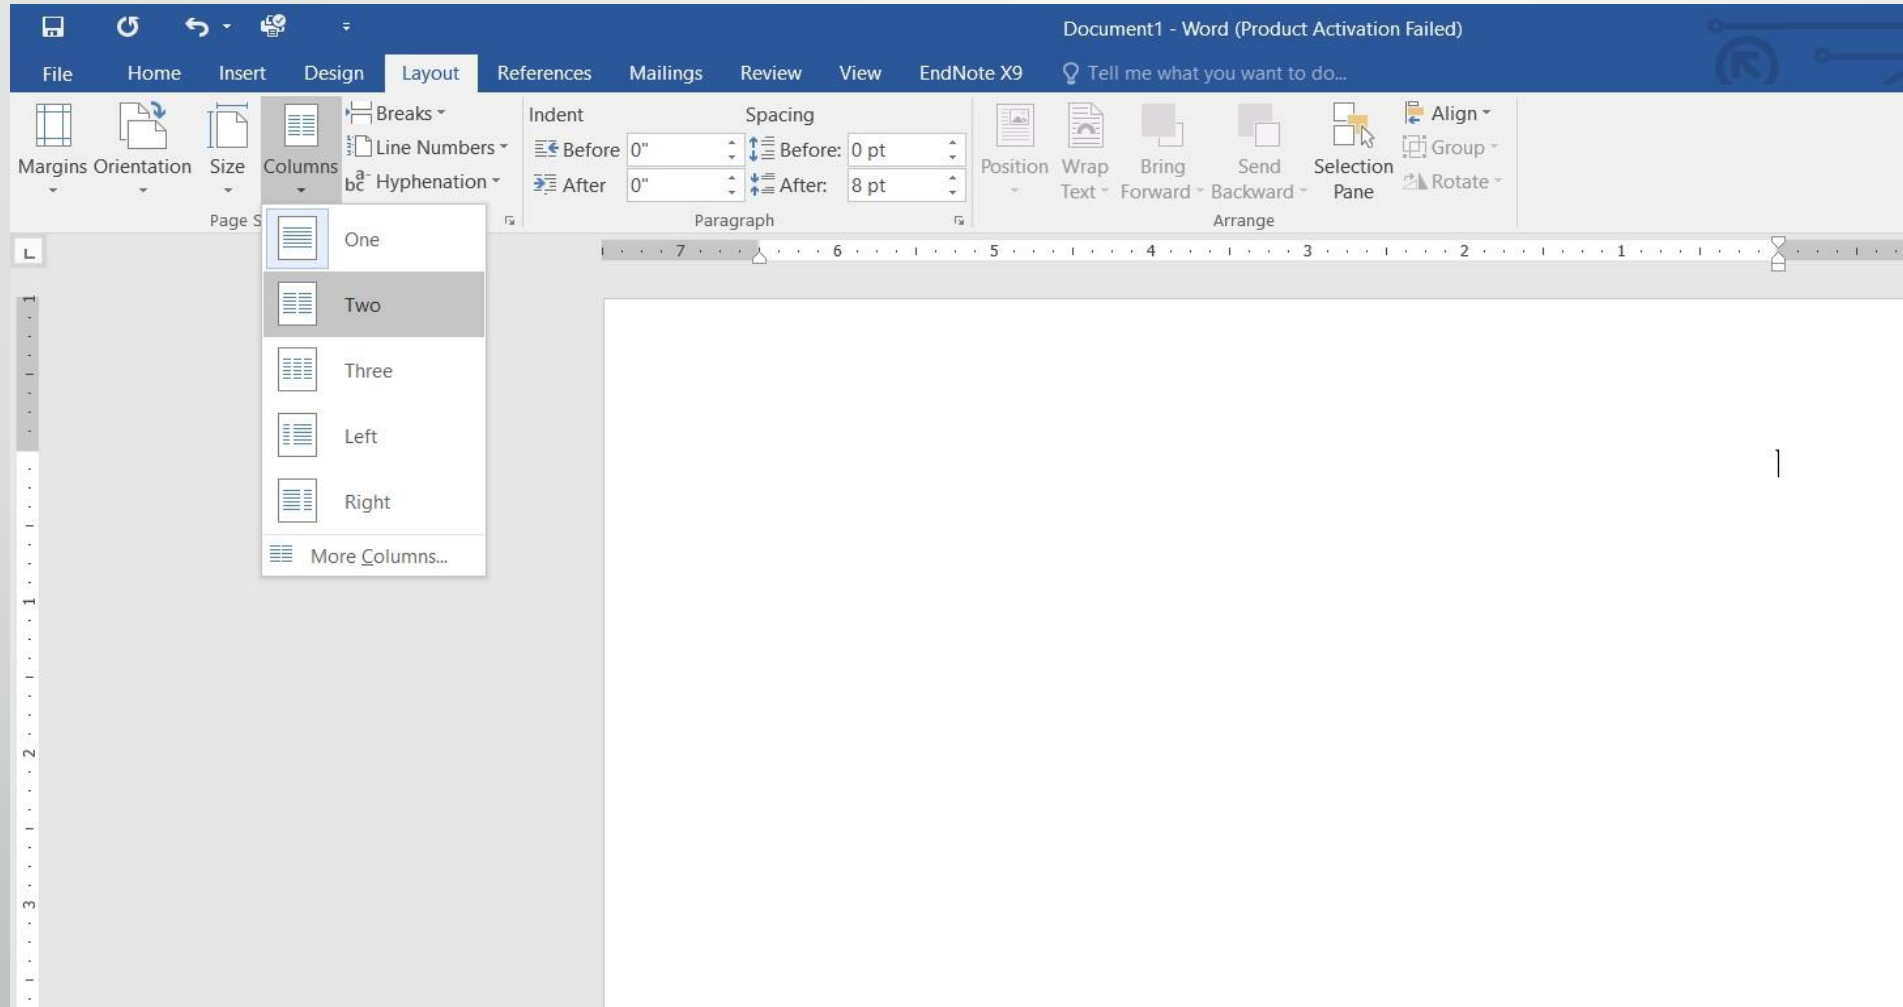 Document1 - Word (Product Activation Failed)
File Home Insert Design Layout References Mailings Review View EndNote X9 Tell me what you want to do...
Margins
Orientation
Size
Columns
Breaks
Line Numbers
Hyphenation
Page S
Indent
Before 0"
After 0"
Spacing
Before: 0 pt
After: 8 pt
Paragraph
Position
Wrap Text
Bring Forward
Send Backward
Selection Pane
Align
Group
Rotate
Arrange
One
Two
Three
Left
Right
More Columns...
7 6 5 4 3 2 1
1
1
2
3